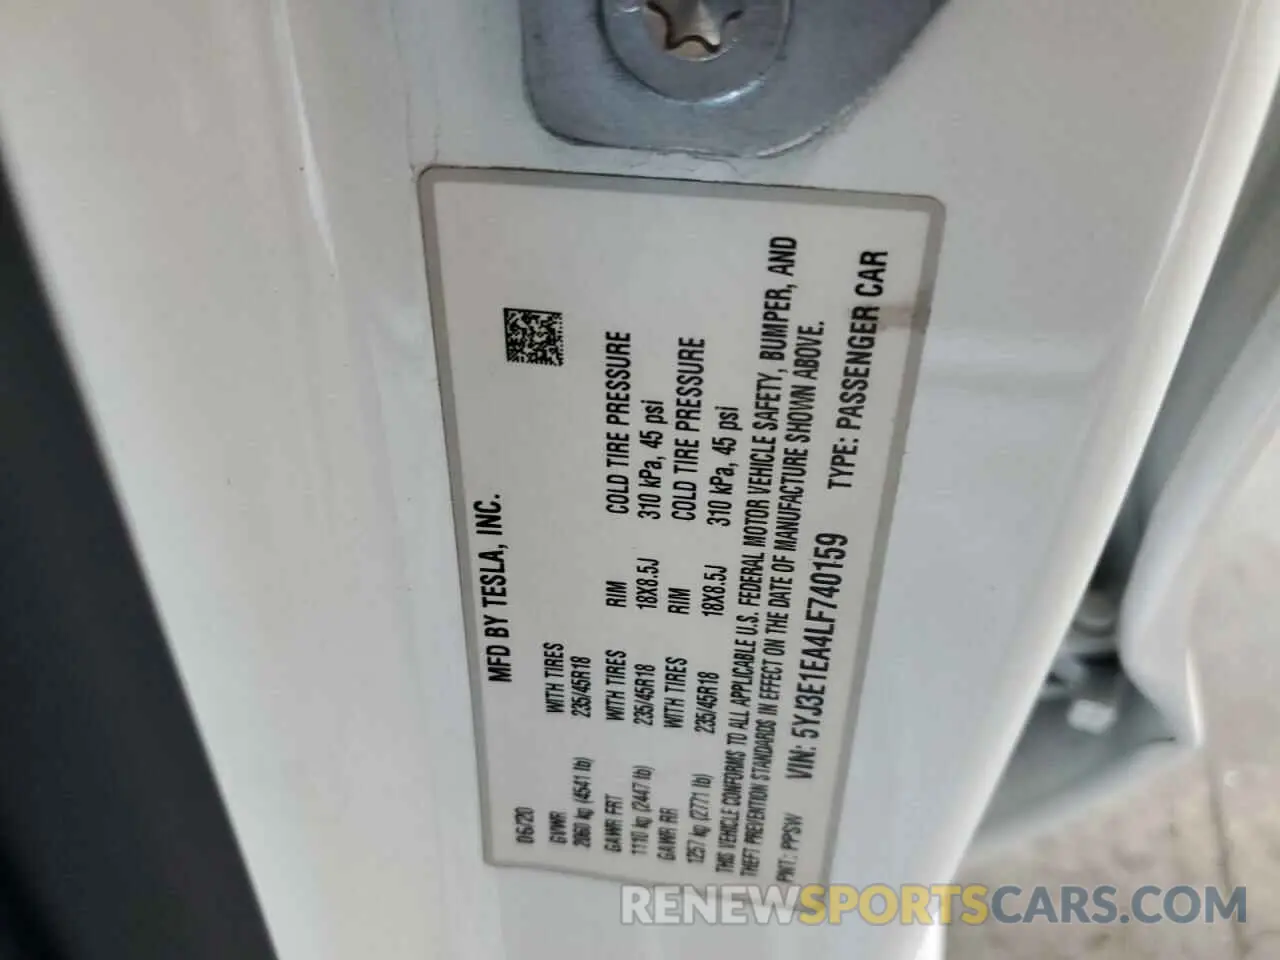 MFD BY TESLA, INC.
06/20
GVWR
WITH TIRES
2060 kg (4541 lb)
235/45R18
GAWR FRT
WITH TIRES
RIM
COLD TIRE PRESSURE
1110 kg (2447 lb)
235/45R18
18X8.5J
310 kPa, 45 psi
GAWR RR
WITH TIRES
RIM
COLD TIRE PRESSURE
1257 kg (2771 lb)
235/45R18
18X8.5J
310 kPa, 45 psi
THIS VEHICLE CONFORMS TO ALL APPLICABLE U.S. FEDERAL MOTOR VEHICLE SAFETY, BUMPER, AND
THEFT PREVENTION STANDARDS IN EFFECT ON THE DATE OF MANUFACTURE SHOWN ABOVE.
PNT: PPSW
VIN: 5YJ3E1EA4LF740159
TYPE: PASSENGER CAR
RENEWSPORTSCARS.COM